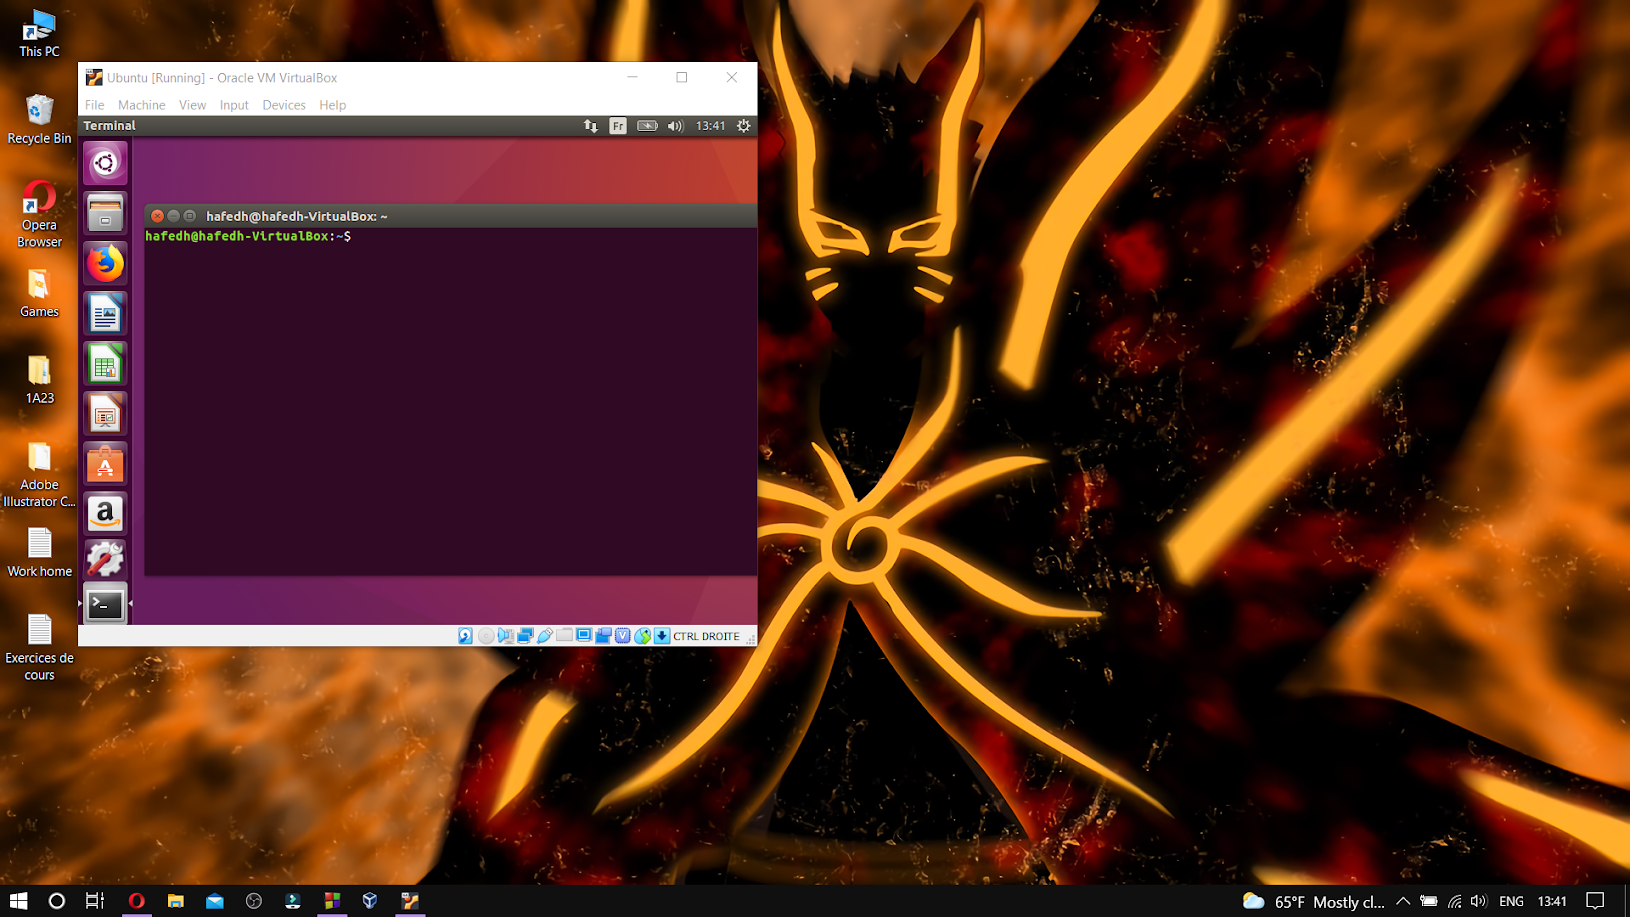 This PC
Recycle Bin
Opera
Browser
Games
1A23
Adobe
Illustrator C...
Work home
Exercices de
cours
Ubuntu [Running] - Oracle VM VirtualBox
File Machine View Input Devices Help
Terminal
Fr
13:41
hafedh@hafedh-VirtualBox: ~
hafedh@hafedh-VirtualBox:~$
CTRL DROITE
65°F Mostly cl...
ENG
13:41